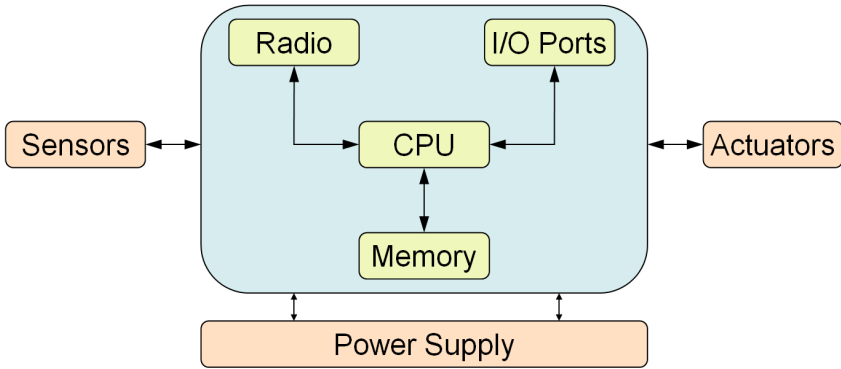 Radio
I/O Ports
Sensors
CPU
Actuators
Memory
Power Supply